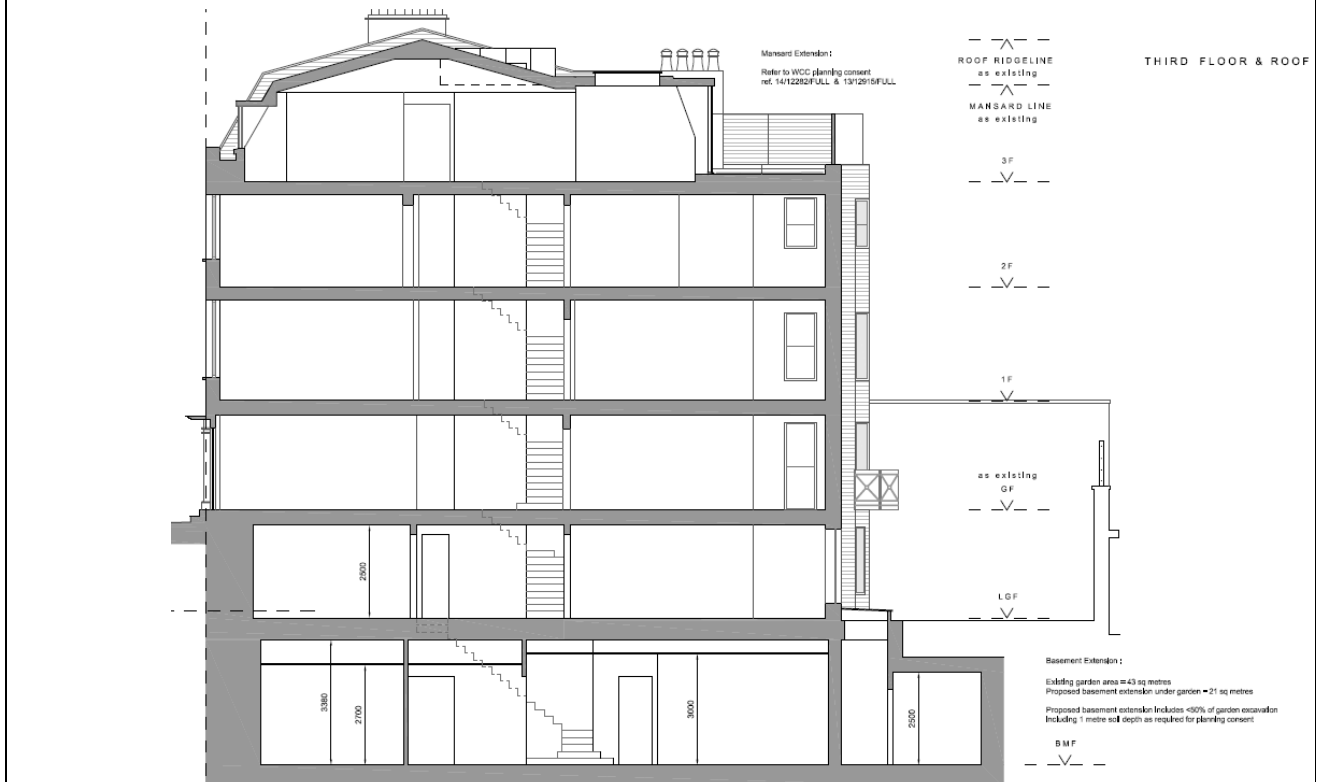 Mansard Extension :
Refer to WCC planning consent
ref. 14/12282/FULL & 13/12915/FULL
ROOF RIDGELINE
as existing
THIRD FLOOR & ROOF
MANSARD LINE
as existing
3F
2F
1F
as existing
GF
2500
LGF
3380
2700
3000
2500
Basement Extension :
Existing garden area = 43 sq metres
Proposed basement extension under garden = 21 sq metres
Proposed basement extension includes <50% of garden excavation
including 1 metre soil depth as required for planning consent
BMF